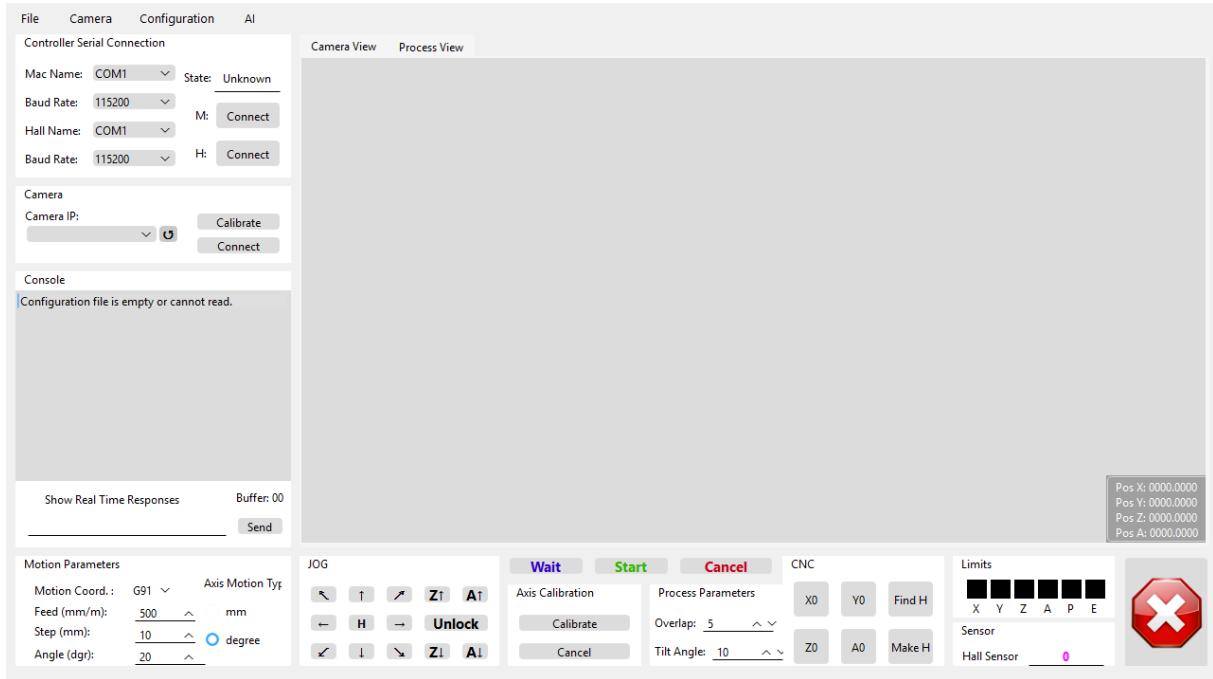 File Camera Configuration AI
Controller Serial Connection
Mac Name: COM1 State: Unknown
Baud Rate: 115200
M: Connect
Hall Name: COM1
Baud Rate: 115200
H: Connect
Camera
Camera IP:
↺
Calibrate
Connect
Console
Configuration file is empty or cannot read.
Show Real Time Responses Buffer: 00
Send
Camera View Process View
Pos X: 0000.0000
Pos Y: 0000.0000
Pos Z: 0000.0000
Pos A: 0000.0000
Motion Parameters
Motion Coord. : G91 Axis Motion Typ
Feed (mm/m): 500 mm
Step (mm): 10 degree
Angle (dgr): 20
JOG
↖ ↑ ↗ Z↑ A↑
← H → Unlock
↙ ↓ ↘ Z↓ A↓
Wait Start Cancel
Axis Calibration
Calibrate
Cancel
Process Parameters
Overlap: 5
Tilt Angle: 10
CNC
X0 Y0 Find H
Z0 A0 Make H
Limits
X Y Z A P E
Sensor
Hall Sensor 0